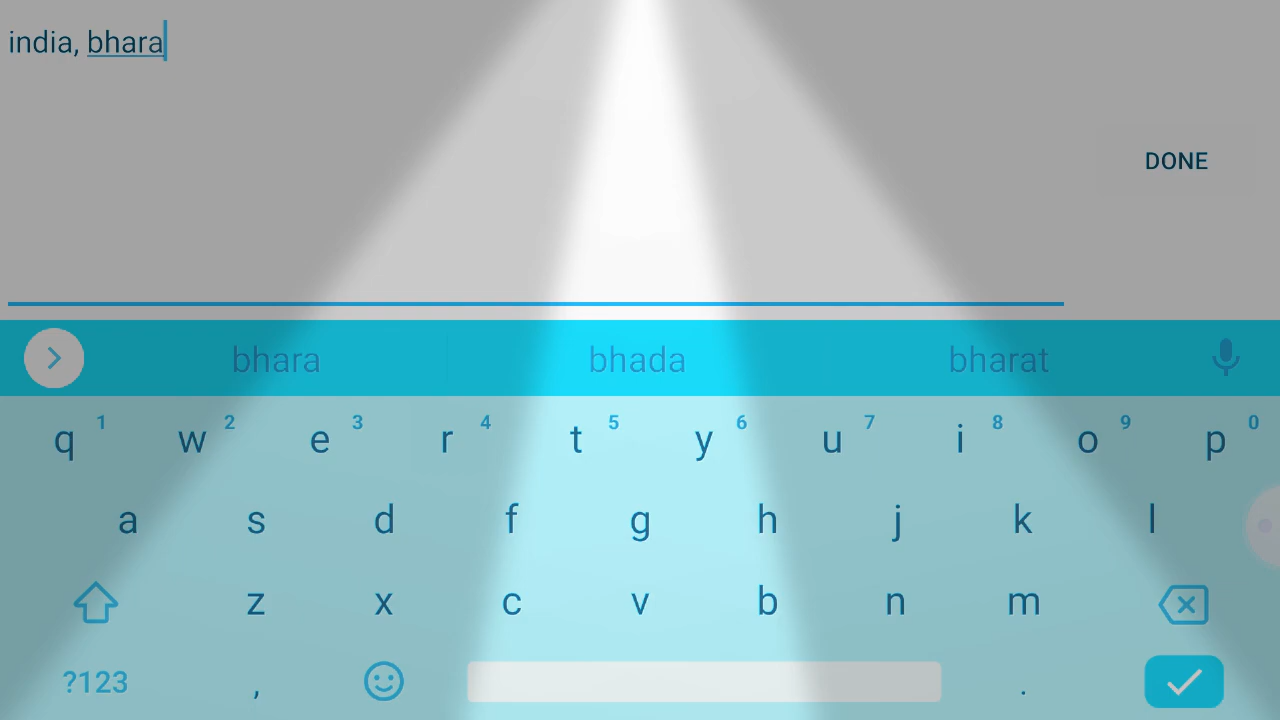 india, bhara
DONE
bhara bhada bharat
q 1 w 2 e 3 r 4 t 5 y 6 u 7 i 8 o 9 p 0
a s d f g h j k l
z x c v b n m
?123 , .